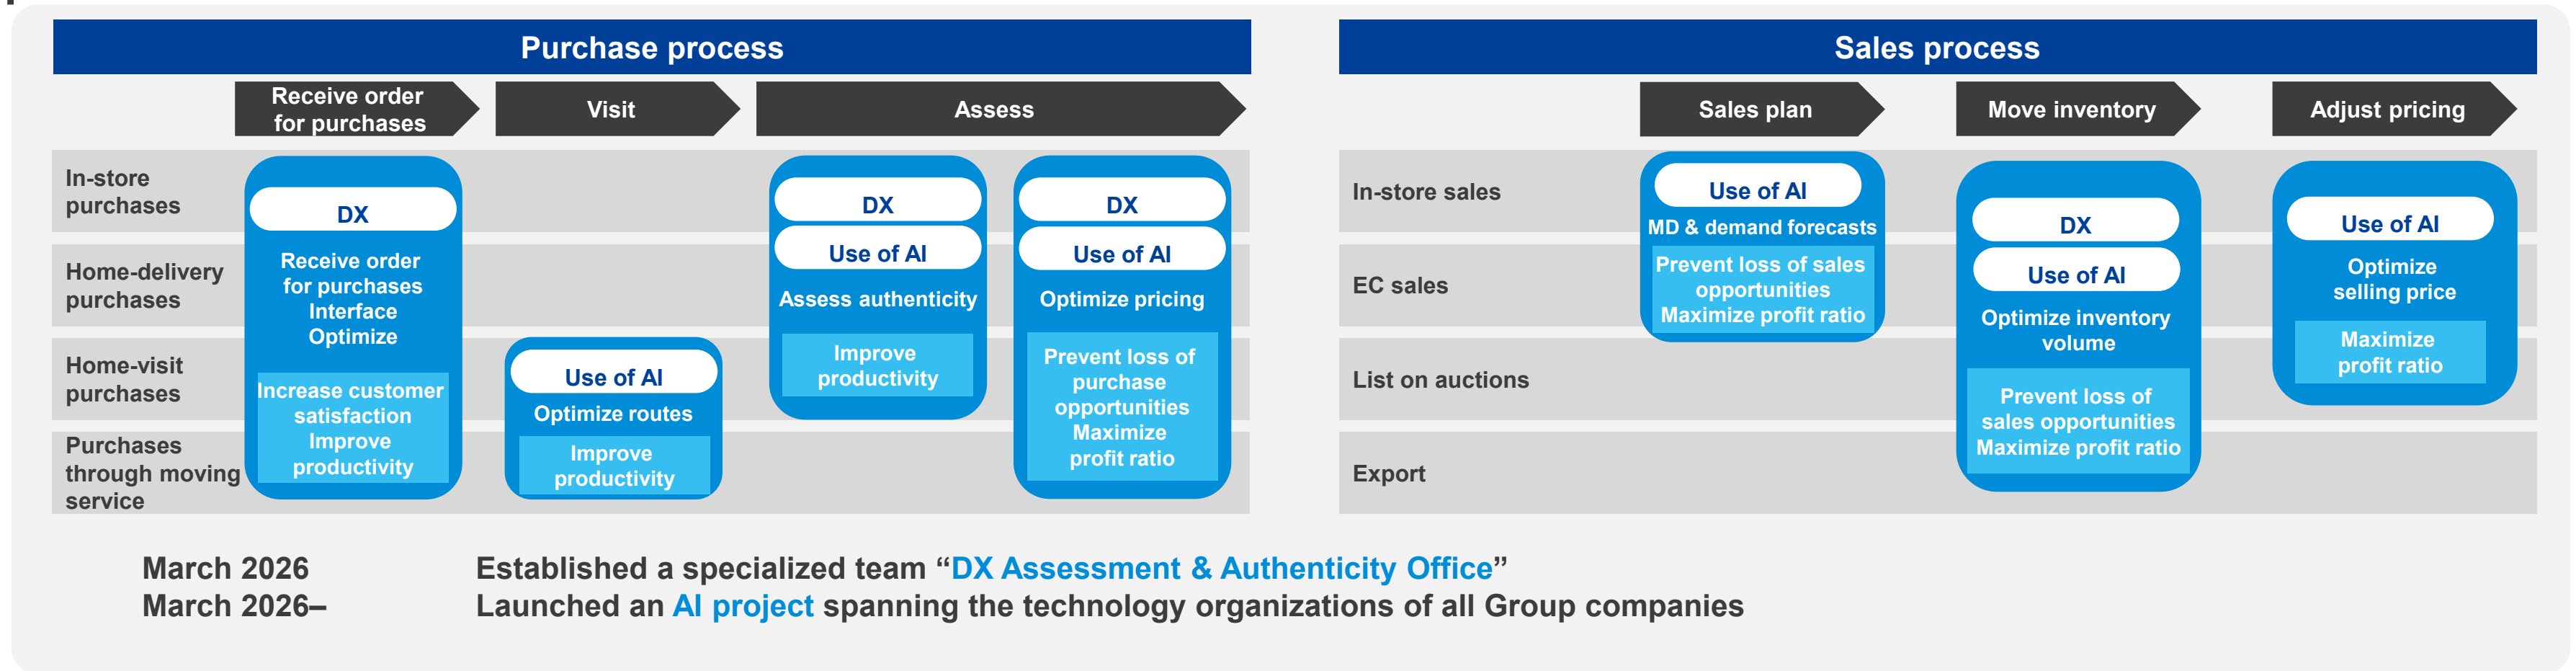 Purchase process
Receive order
for purchases
Visit
Assess
In-store
purchases
Home-delivery
purchases
Home-visit
purchases
Purchases
through moving
service
DX
Receive order
for purchases
Interface
Optimize
Increase customer
satisfaction
Improve
productivity
Use of AI
Optimize routes
Improve
productivity
DX
Use of AI
Assess authenticity
Improve
productivity
DX
Use of AI
Optimize pricing
Prevent loss of
purchase
opportunities
Maximize
profit ratio
Sales process
Sales plan
Move inventory
Adjust pricing
In-store sales
EC sales
List on auctions
Export
Use of AI
MD & demand forecasts
Prevent loss of sales
opportunities
Maximize profit ratio
DX
Use of AI
Optimize inventory
volume
Prevent loss of
sales opportunities
Maximize profit ratio
Use of AI
Optimize
selling price
Maximize
profit ratio
March 2026 Established a specialized team “DX Assessment & Authenticity Office”
March 2026– Launched an AI project spanning the technology organizations of all Group companies